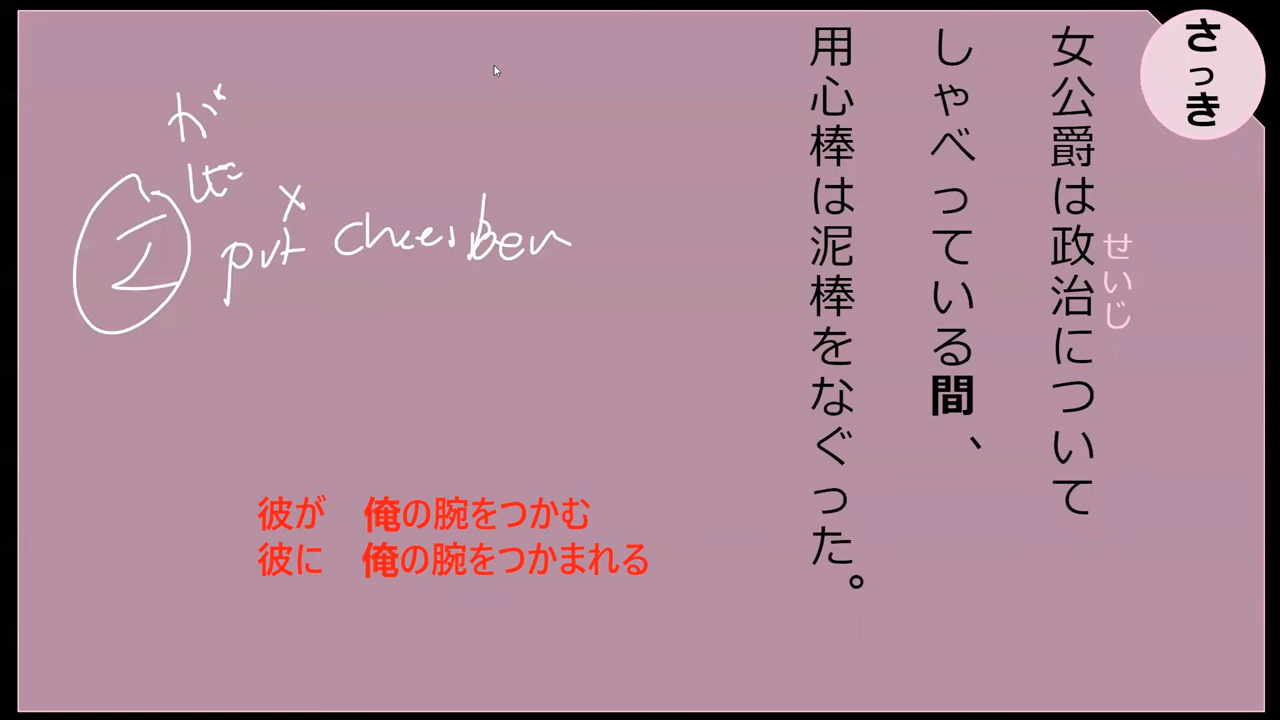 さっき
女公爵は政治について
せいじ
しゃべっている間、
用心棒は泥棒をなぐった。
が
に
put
彼が 俺の腕をつかむ
彼に 俺の腕をつかまれる